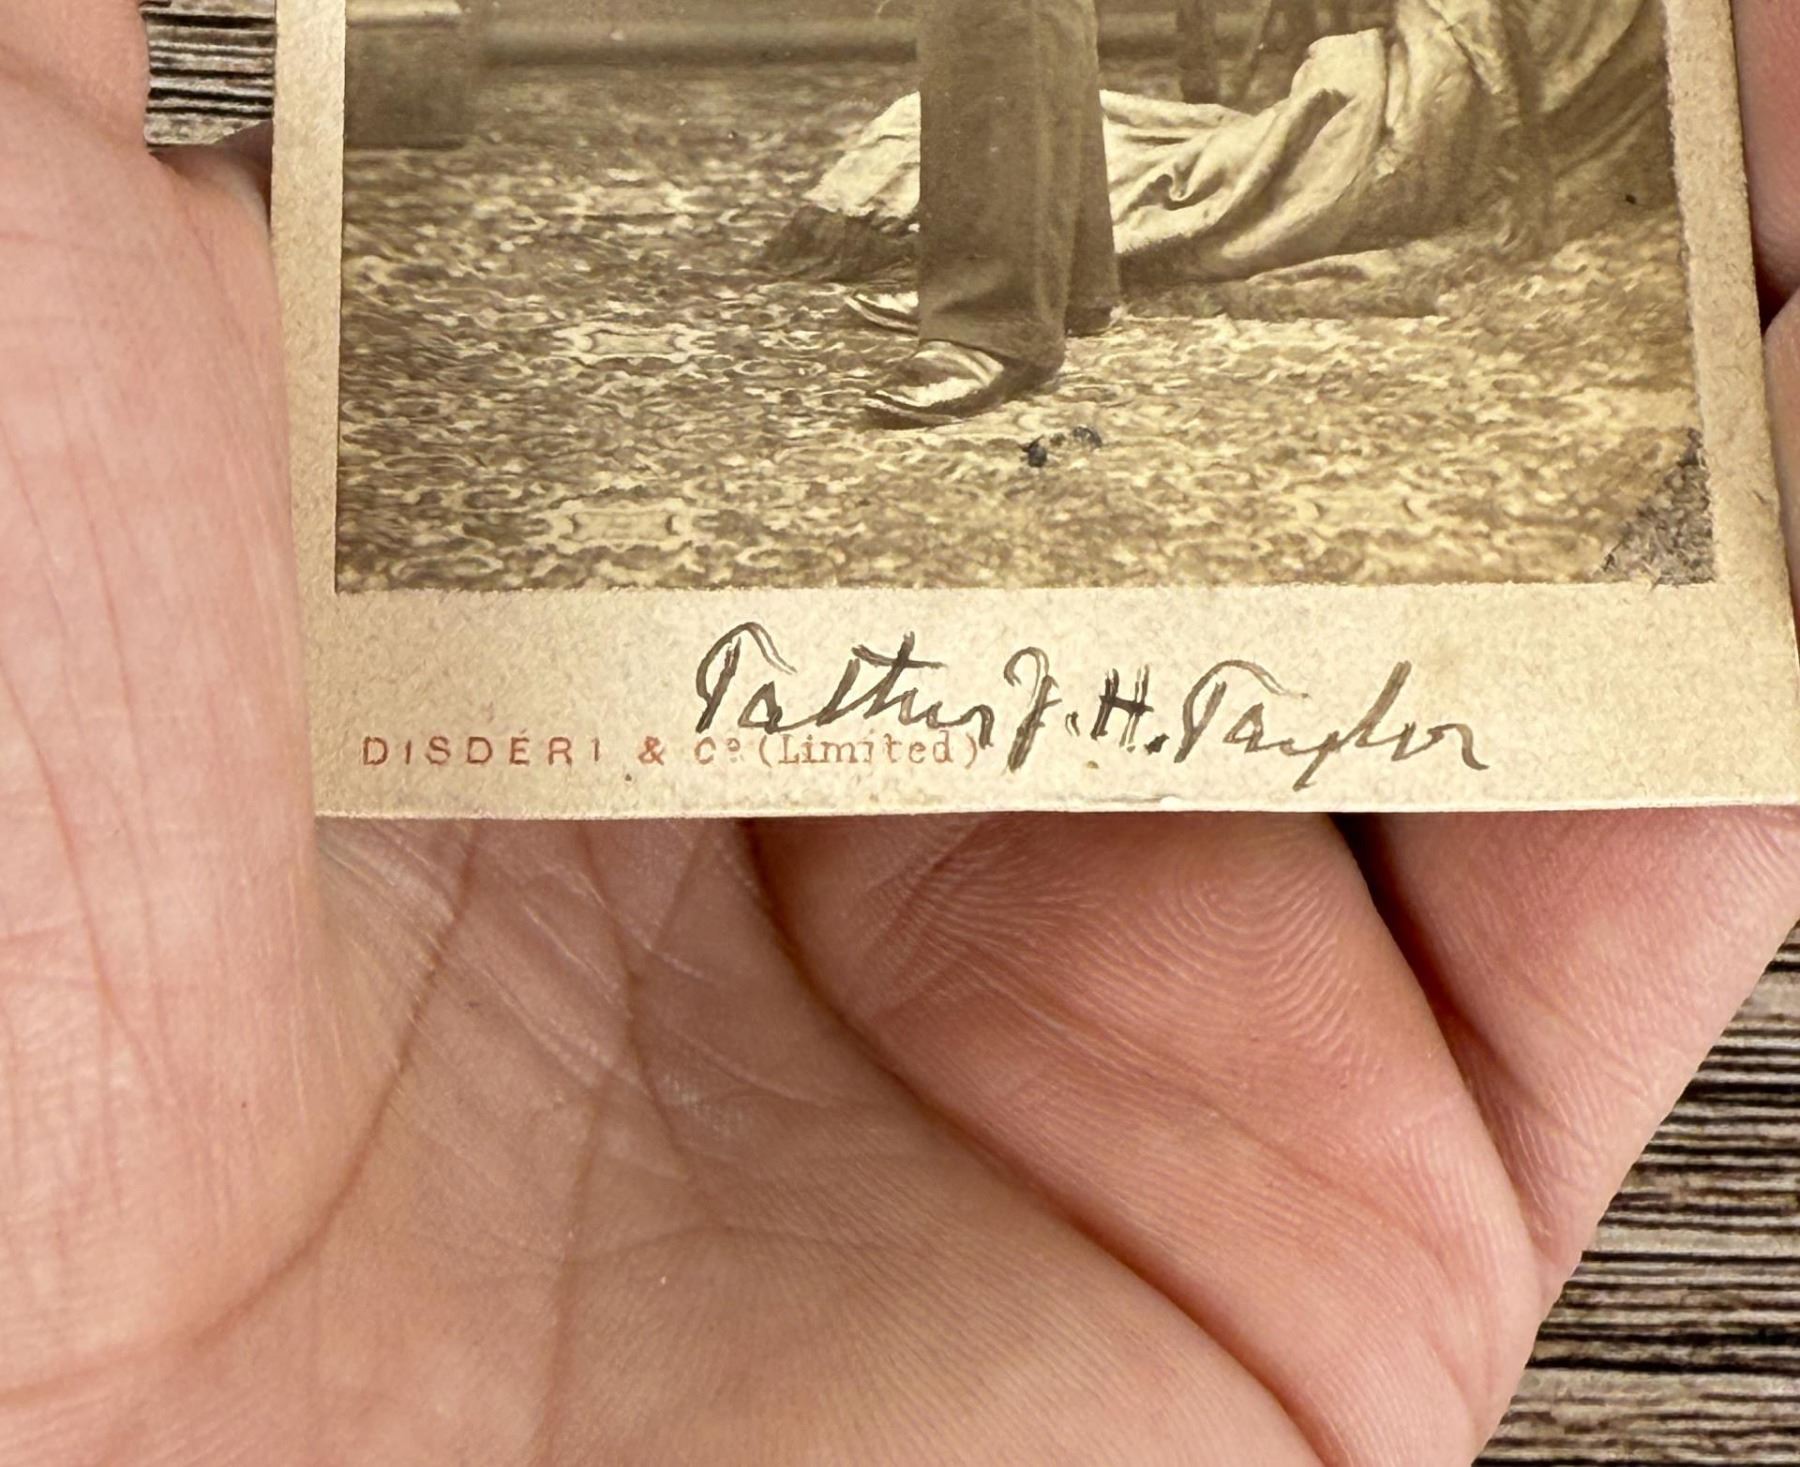 Father J. H. Taylor
DISDÉRI & Cº (Limited)